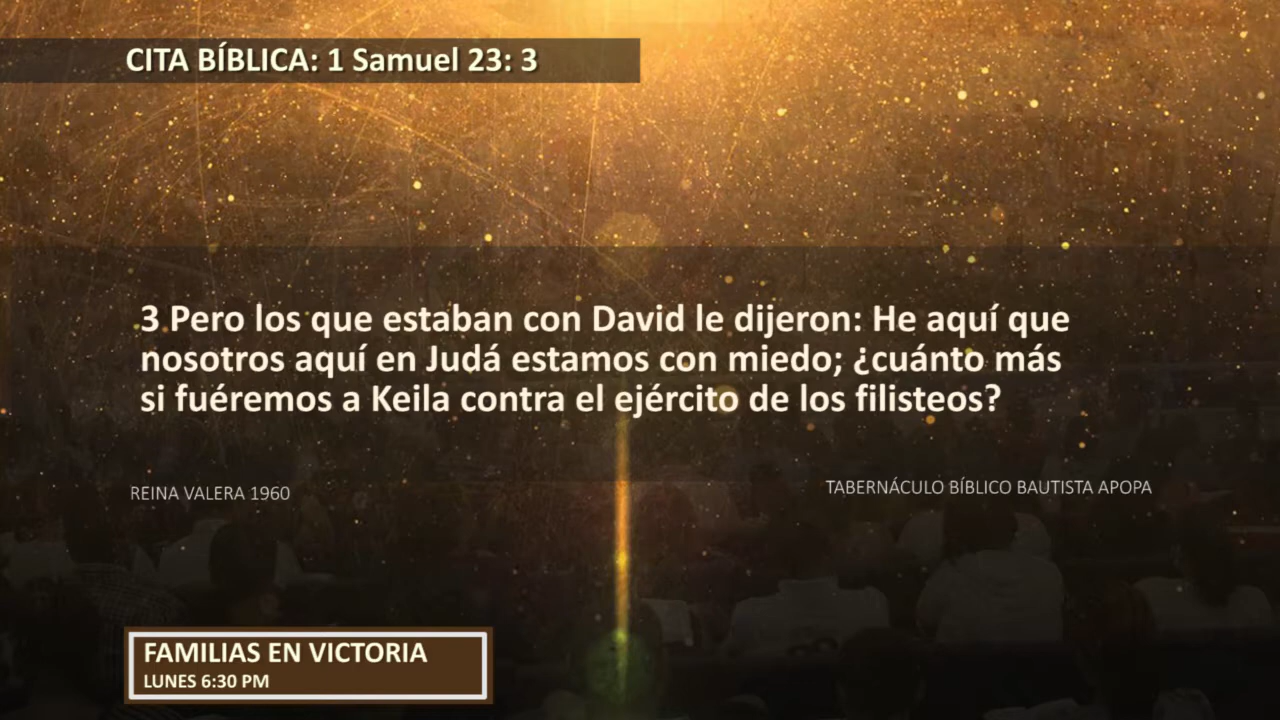 CITA BÍBLICA: 1 Samuel 23: 3
3 Pero los que estaban con David le dijeron: He aquí que
nosotros aquí en Judá estamos con miedo; ¿cuánto más
si fuéremos a Keila contra el ejército de los filisteos?
REINA VALERA 1960
TABERNÁCULO BÍBLICO BAUTISTA APOPA
FAMILIAS EN VICTORIA
LUNES 6:30 PM